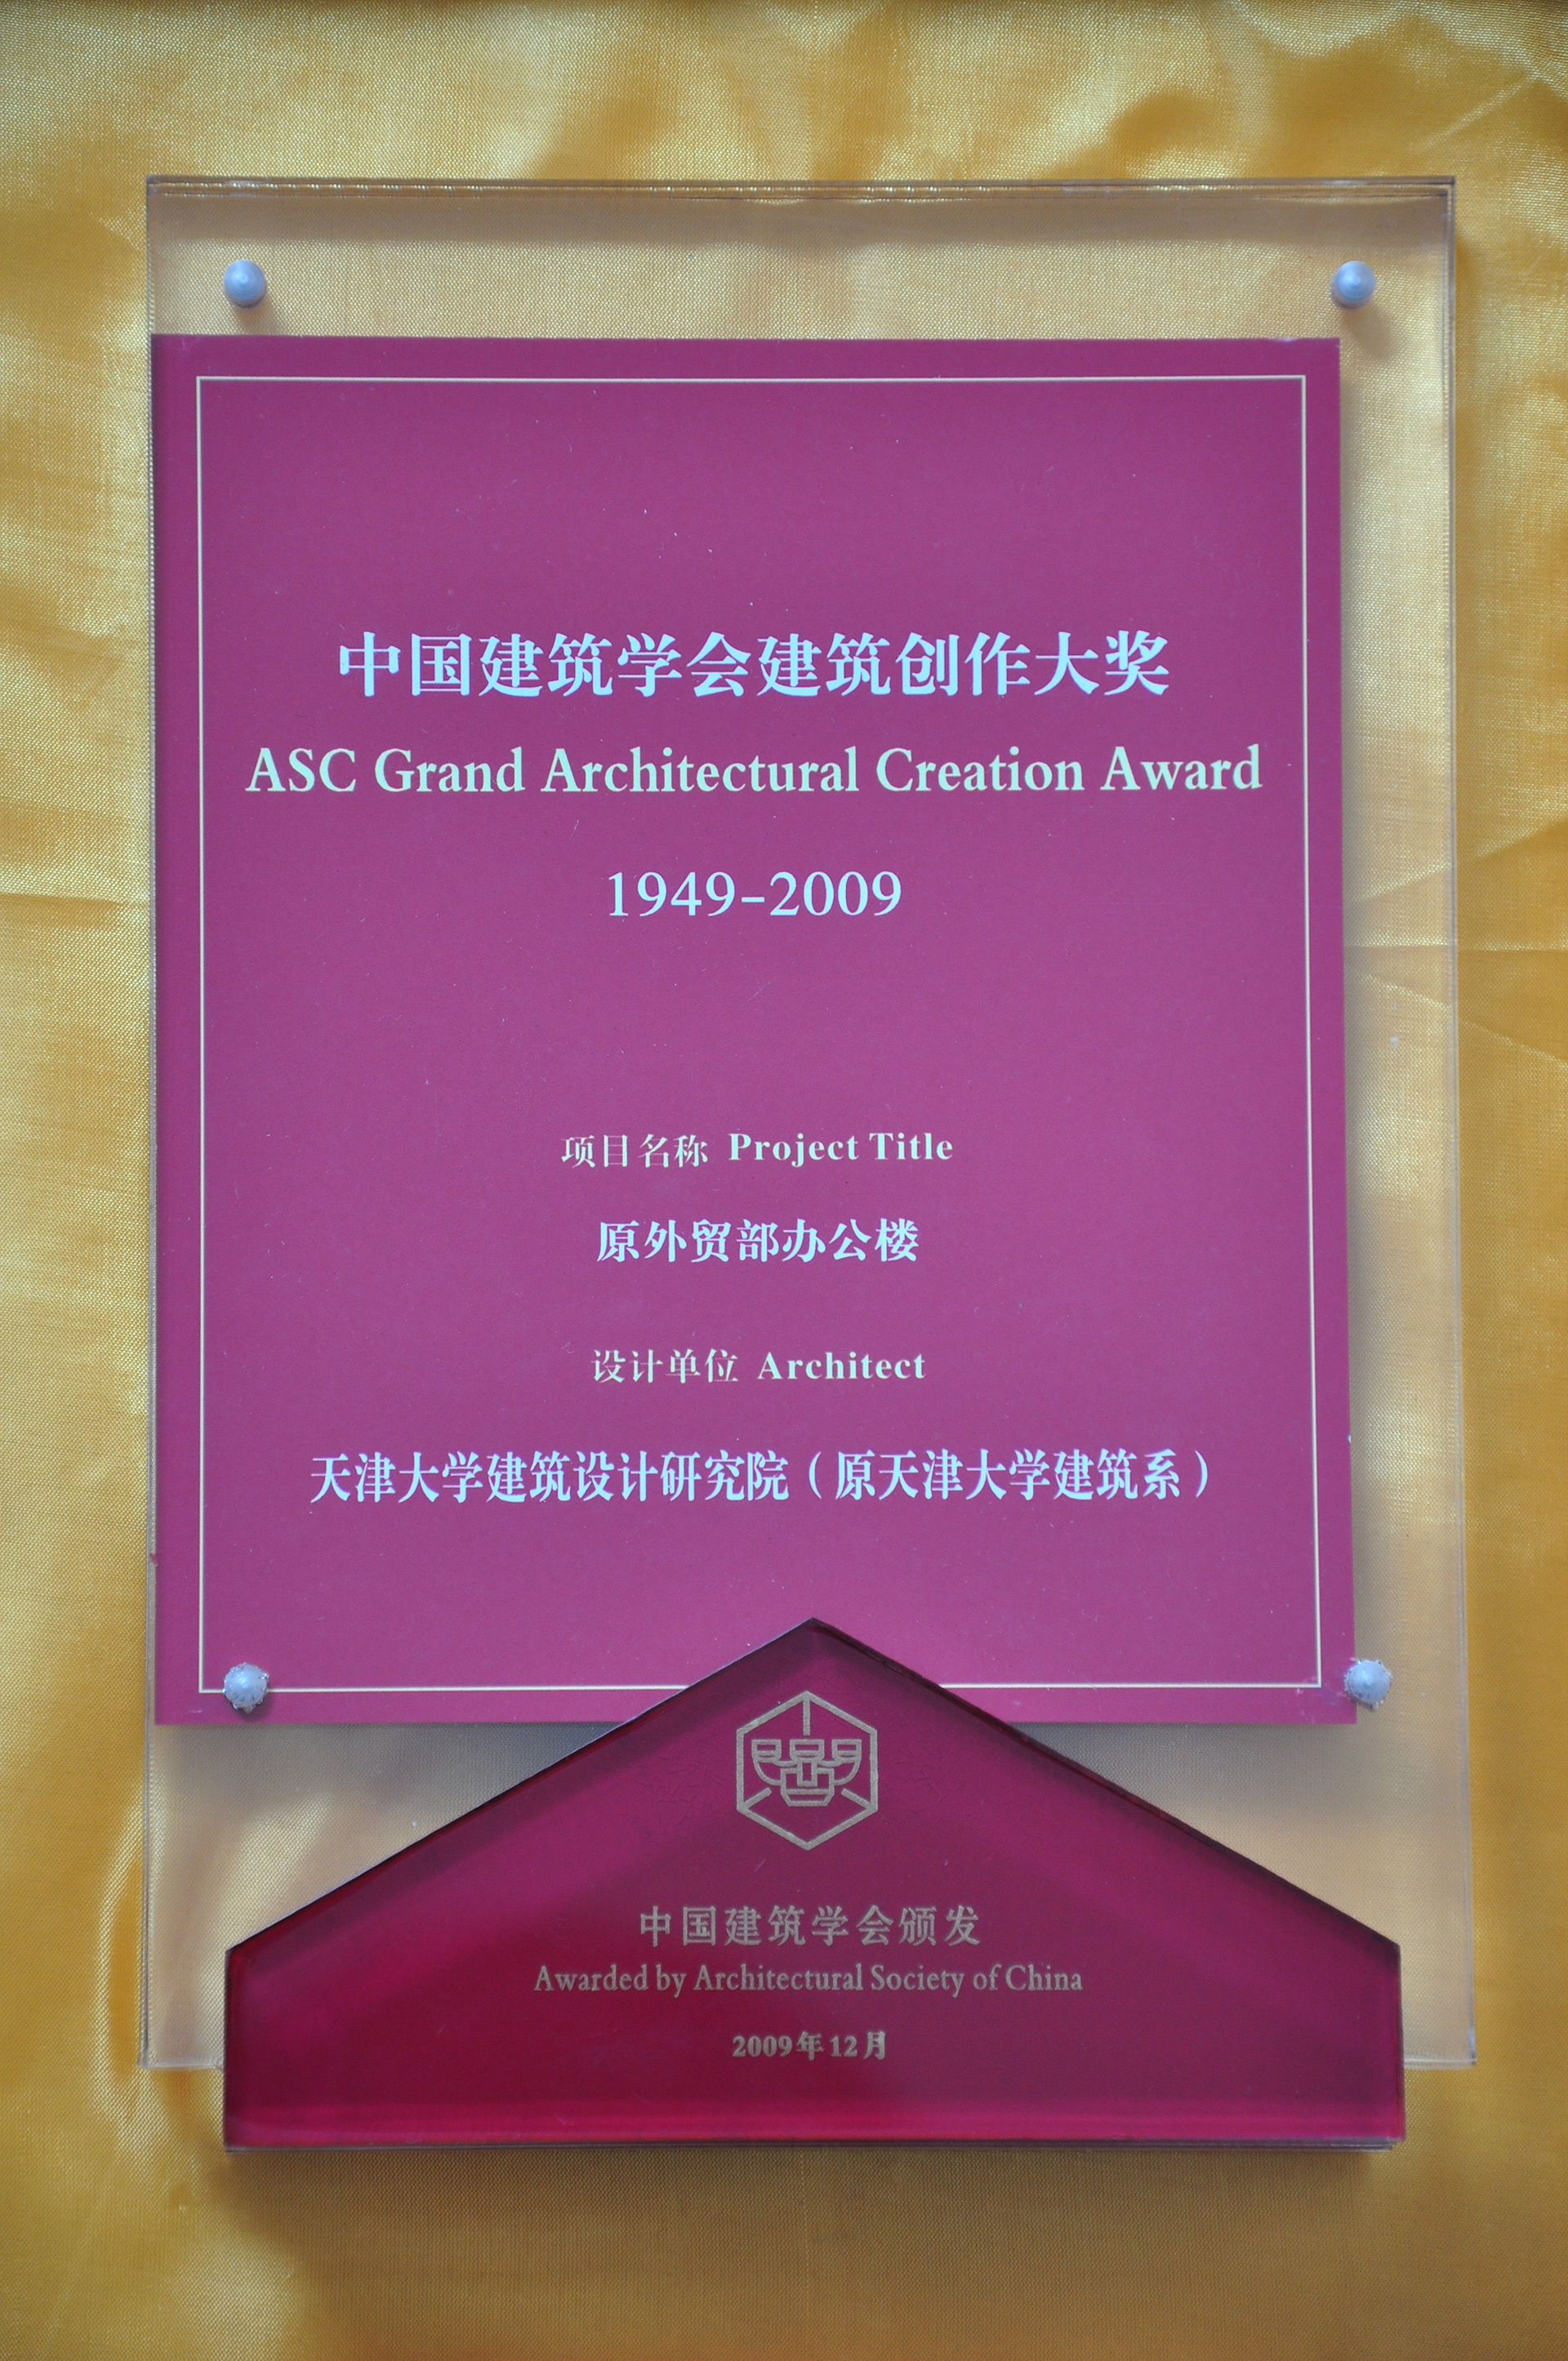 中国建筑学会建筑创作大奖
ASC Grand Architectural Creation Award
1949-2009
项目名称 Project Title
原外贸部办公楼
设计单位 Architect
天津大学建筑设计研究院（原天津大学建筑系）
中国建筑学会颁发
Awarded by Architectural Society of China
2009年12月